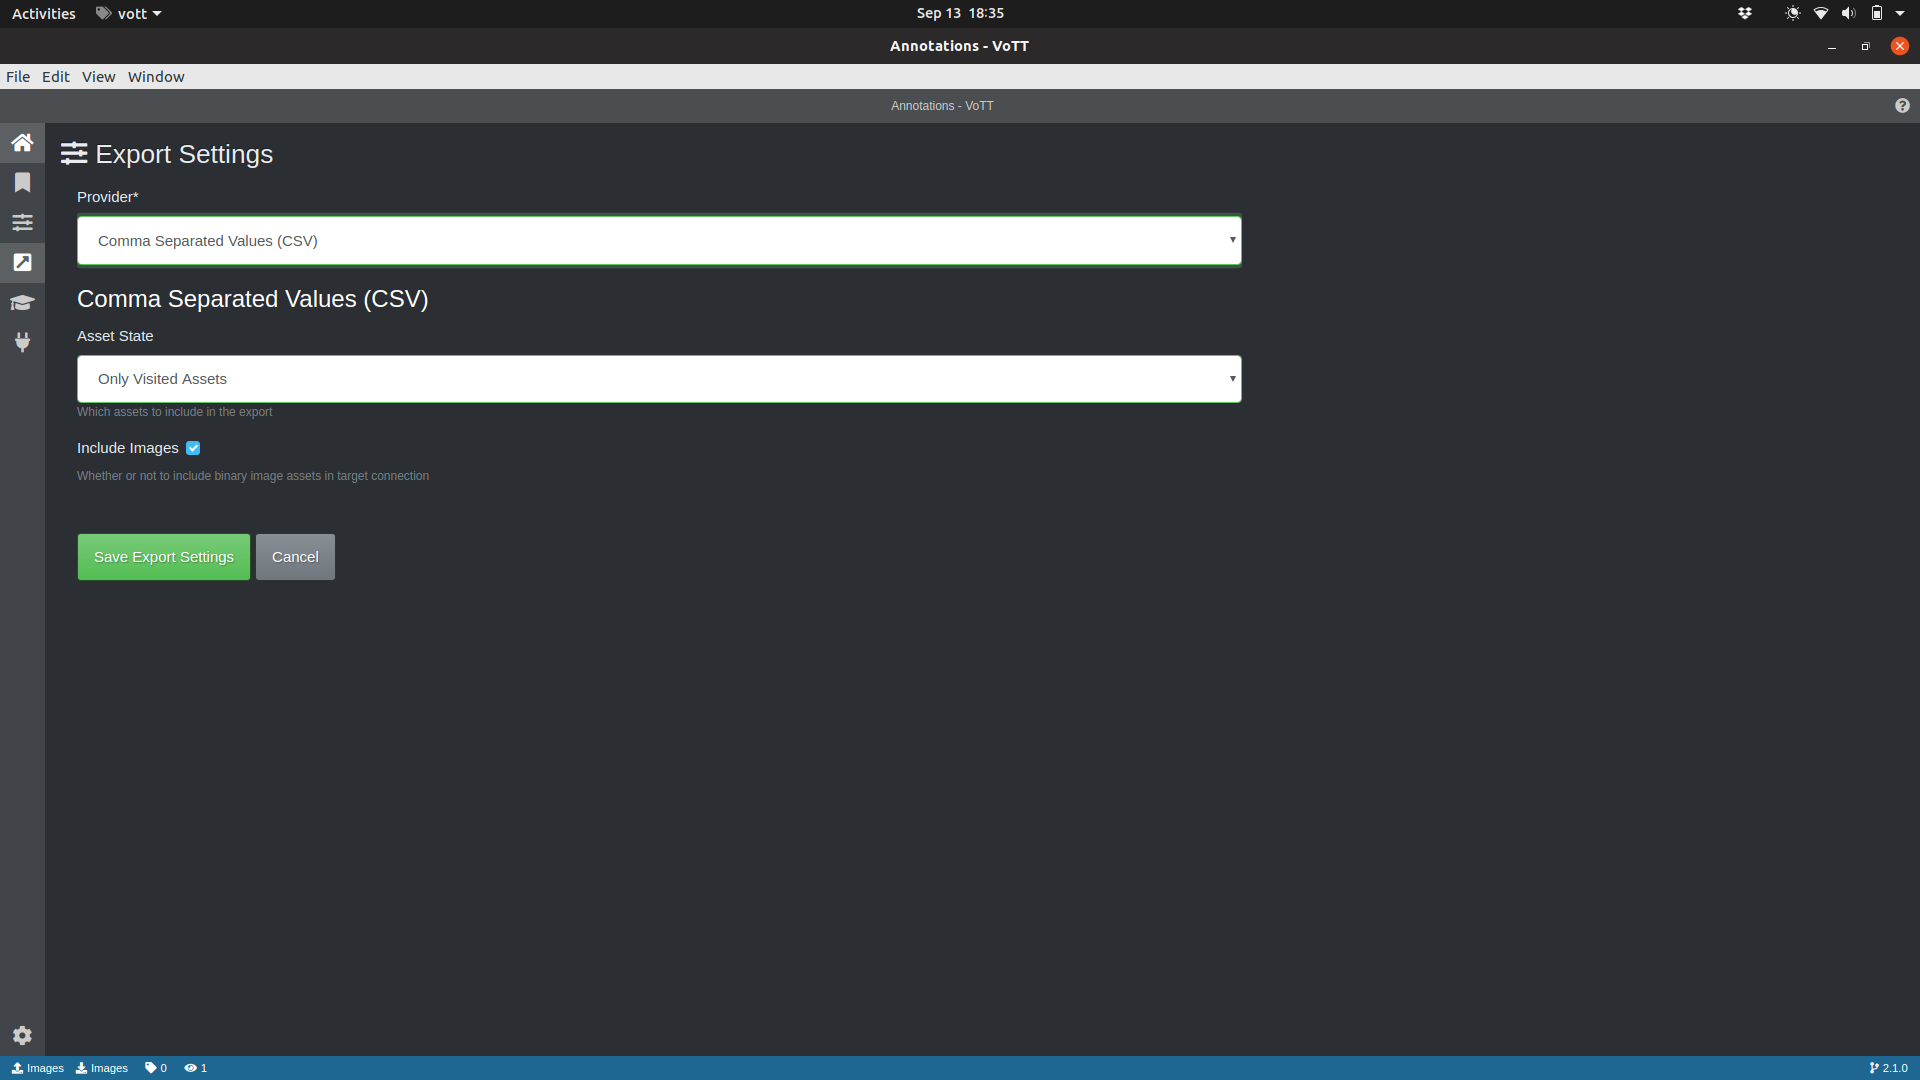 Activities vott Sep 13 18:35
Annotations - VoTT
File Edit View Window
Annotations - VoTT
Export Settings
Provider*
Comma Separated Values (CSV)
Comma Separated Values (CSV)
Asset State
Only Visited Assets
Which assets to include in the export
Include Images
Whether or not to include binary image assets in target connection
Save Export Settings Cancel
Images Images 0 1 2.1.0